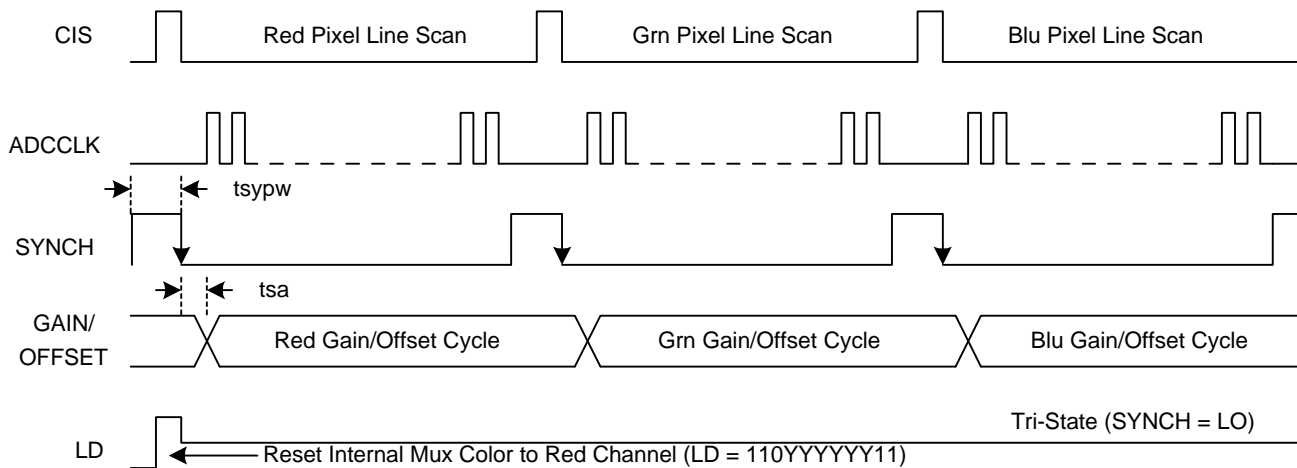 CIS
Red Pixel Line Scan
Grn Pixel Line Scan
Blu Pixel Line Scan
ADCCLK
tsypw
SYNCH
tsa
GAIN/
OFFSET
Red Gain/Offset Cycle
Grn Gain/Offset Cycle
Blu Gain/Offset Cycle
Tri-State (SYNCH = LO)
LD
Reset Internal Mux Color to Red Channel (LD = 110YYYYYY11)